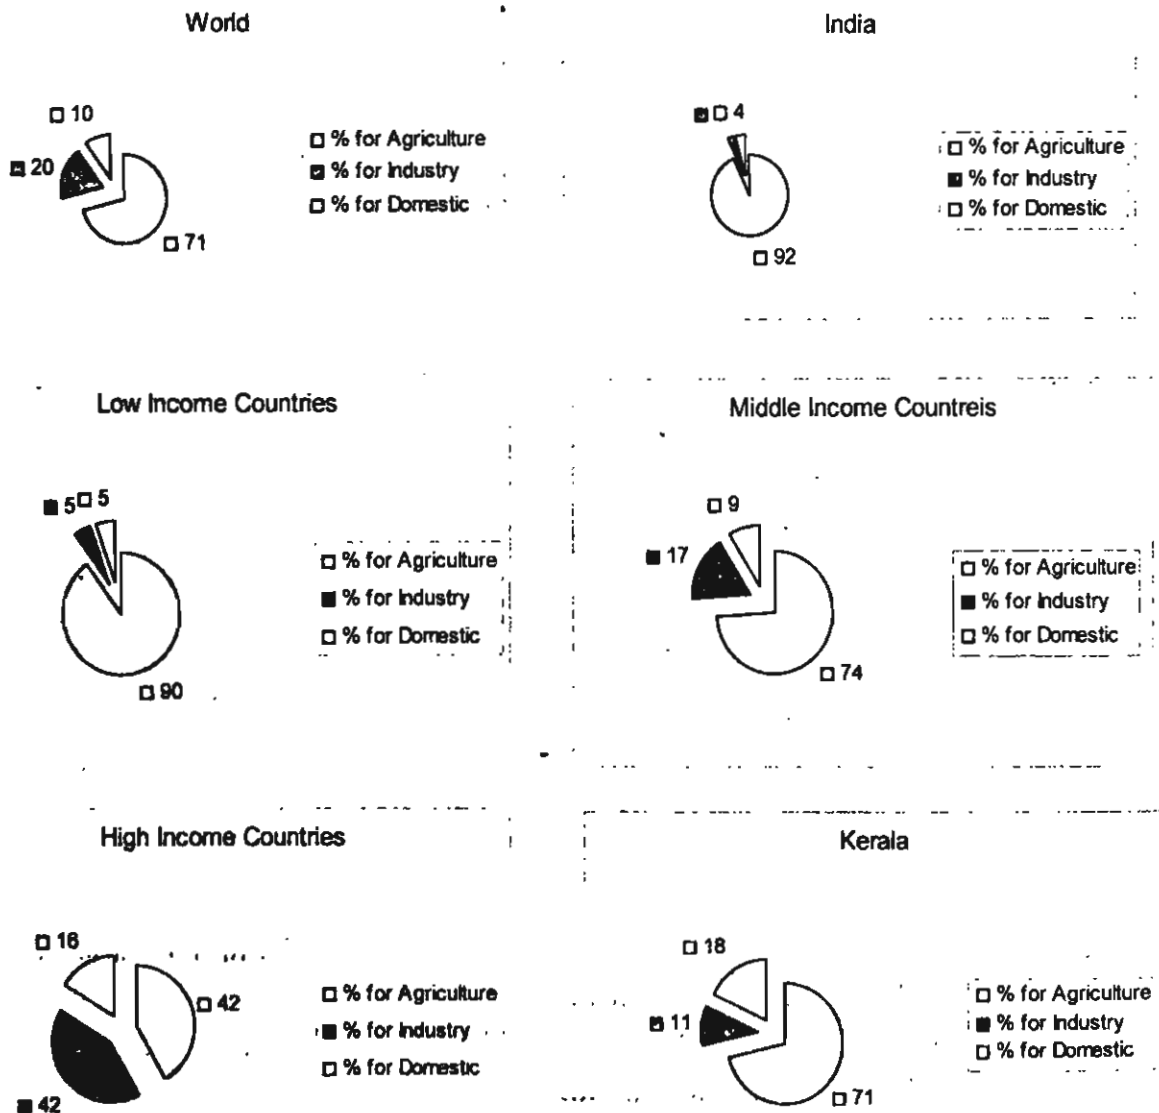 World
10
20
71
% for Agriculture
% for Industry
% for Domestic
India
4
92
% for Agriculture
% for Industry
% for Domestic
Low Income Countries
5 5
90
% for Agriculture
% for Industry
% for Domestic
Middle Income Countreis
9
17
74
% for Agriculture
% for Industry
% for Domestic
High Income Countries
16
42
42
% for Agriculture
% for Industry
% for Domestic
Kerala
18
11
71
% for Agriculture
% for Industry
% for Domestic